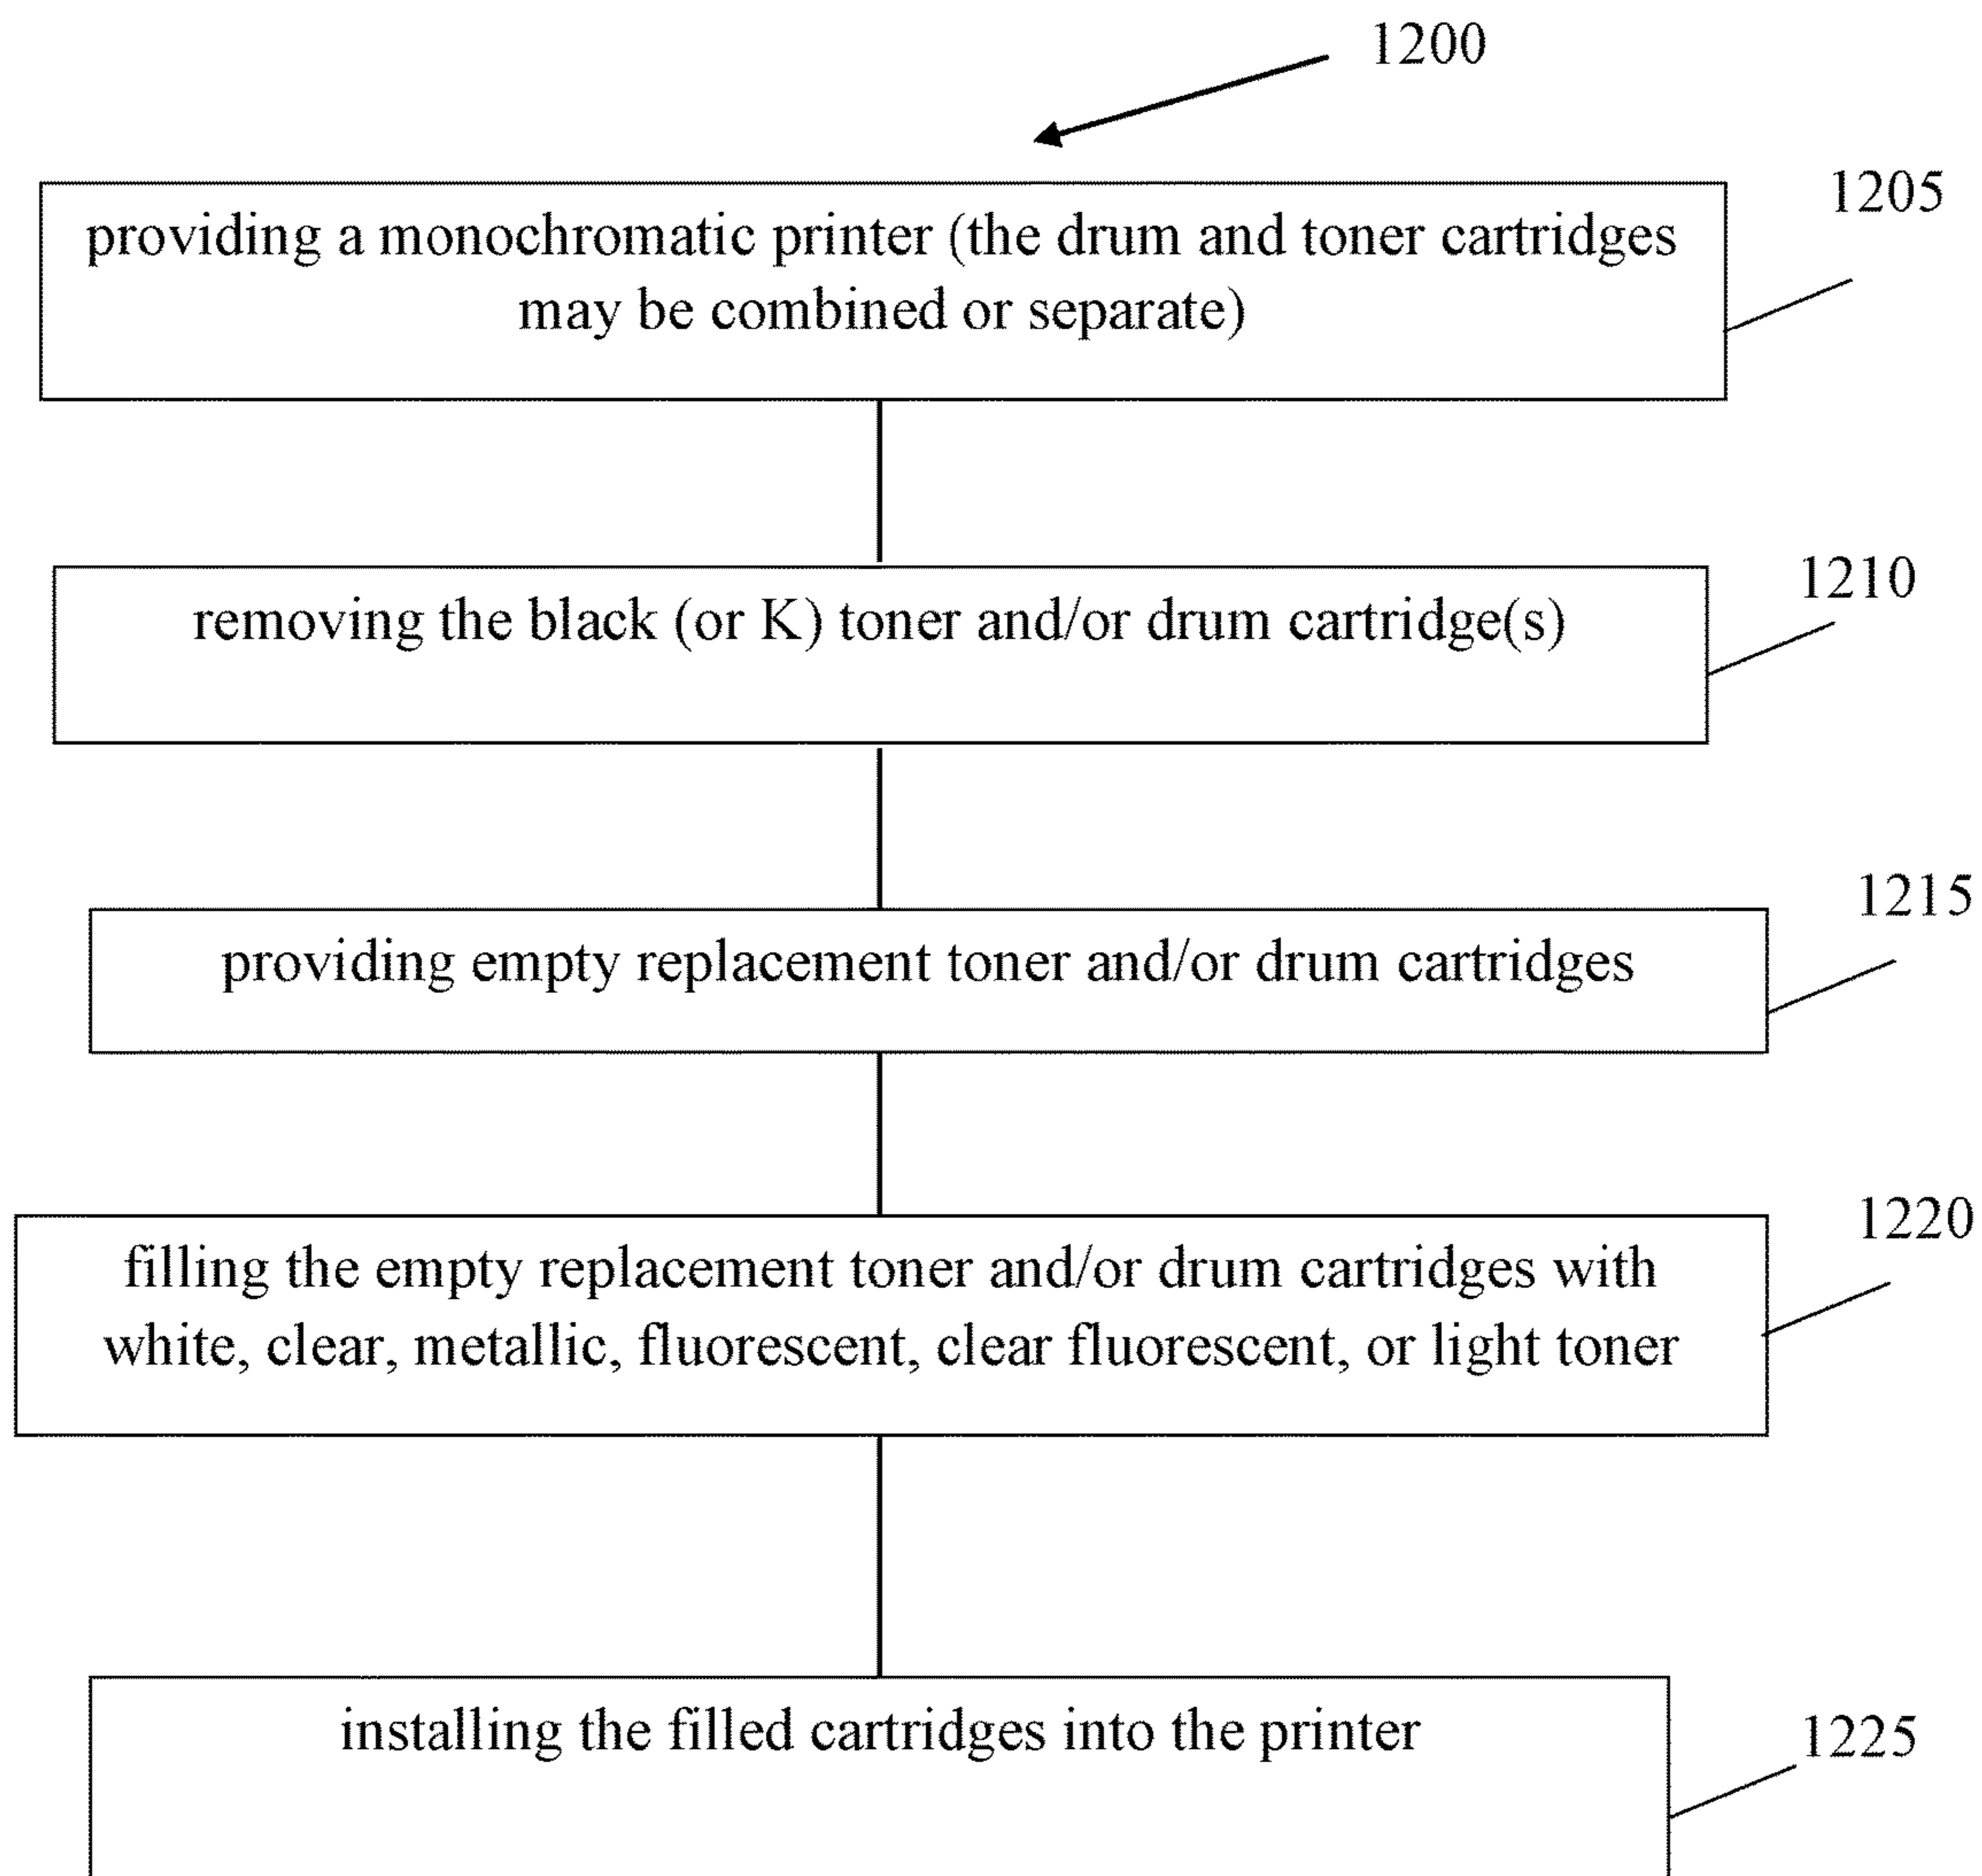 1200
1205
providing a monochromatic printer (the drum and toner cartridges
may be combined or separate)
1210
removing the black (or K) toner and/or drum cartridge(s)
1215
providing empty replacement toner and/or drum cartridges
1220
filling the empty replacement toner and/or drum cartridges with
white, clear, metallic, fluorescent, clear fluorescent, or light toner
installing the filled cartridges into the printer
1225